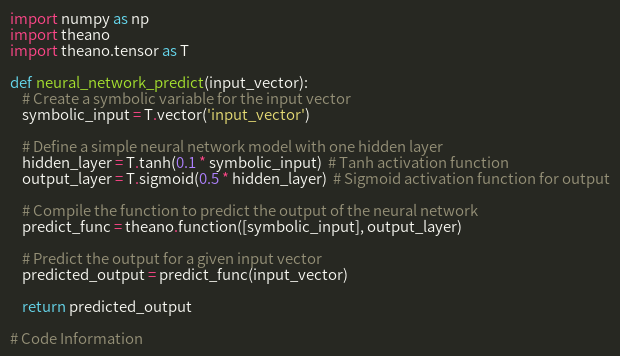 import numpy as np
import theano
import theano.tensor as T
def neural_network_predict(input_vector):
# Create a symbolic variable for the input vector
symbolic_input = T.vector('input_vector')
# Define a simple neural network model with one hidden layer
hidden_layer = T.tanh(0.1 * symbolic_input)  # Tanh activation function
output_layer = T.sigmoid(0.5 * hidden_layer)  # Sigmoid activation function for output
# Compile the function to predict the output of the neural network
predict_func = theano.function([symbolic_input], output_layer)
# Predict the output for a given input vector
predicted_output = predict_func(input_vector)
return predicted_output
# Code Information